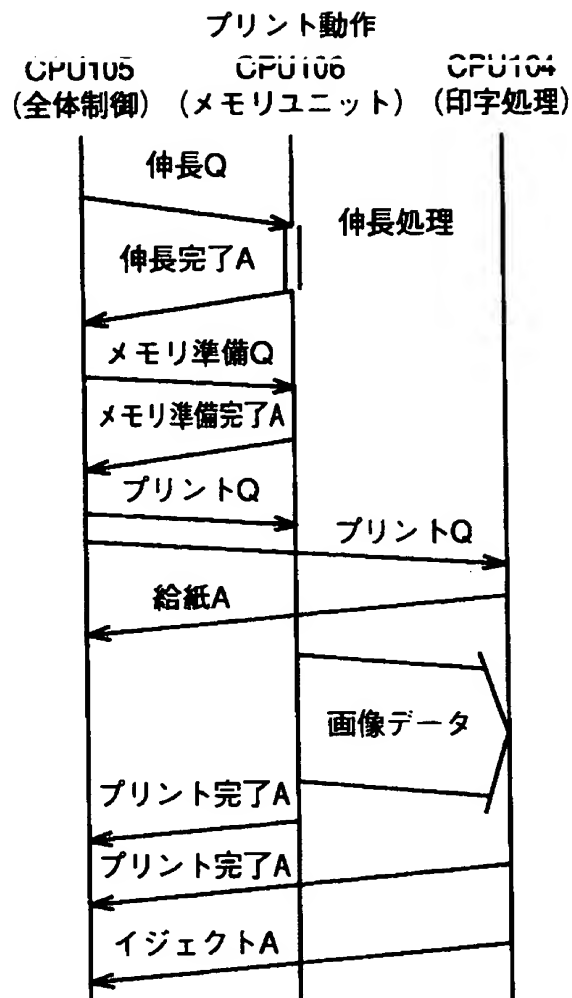 プリント動作
CPU105 CPU106 CPU104
(全体制御) (メモリユニット) (印字処理)
伸長Q
伸長処理
伸長完了A
メモリ準備Q
メモリ準備完了A
プリントQ
プリントQ
給紙A
画像データ
プリント完了A
プリント完了A
イジェクトA